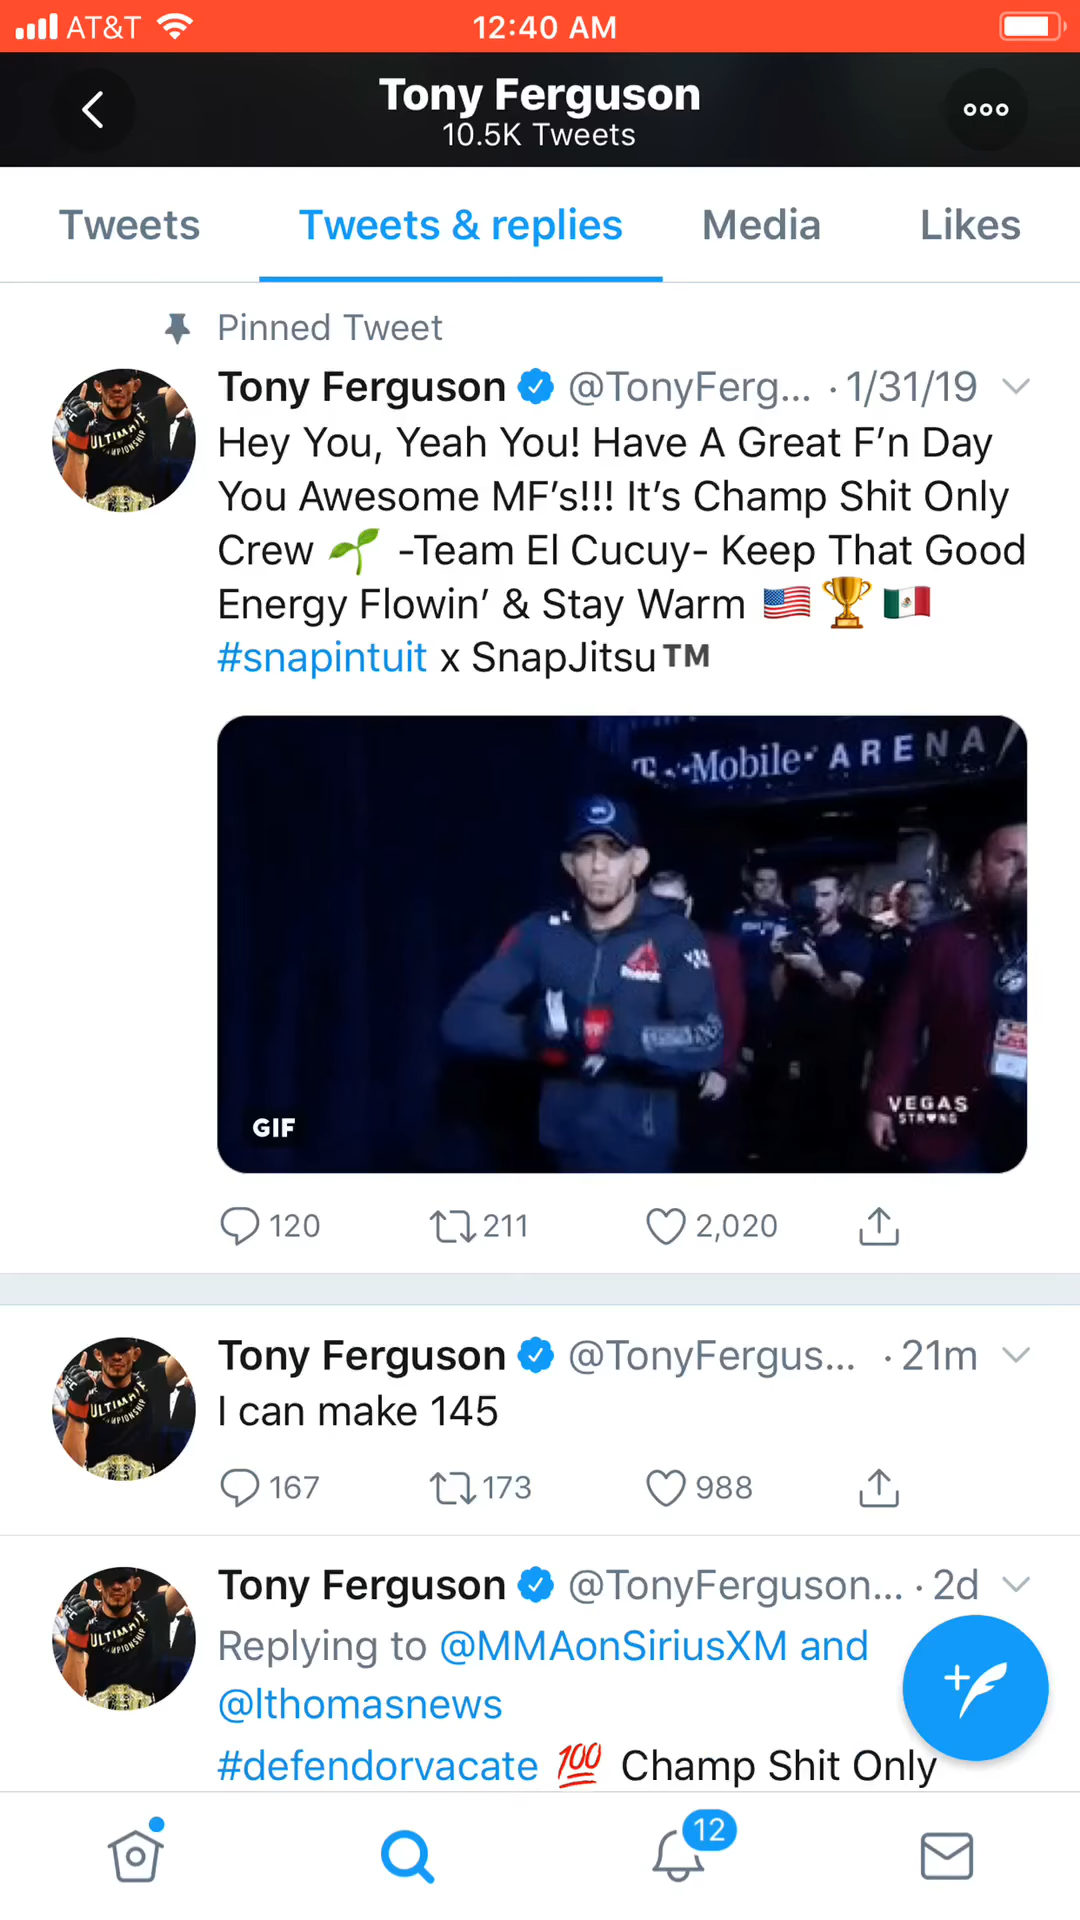 AT&T 12:40 AM
Tony Ferguson
10.5K Tweets
Tweets Tweets & replies Media Likes
Pinned Tweet
Tony Ferguson @TonyFerg... · 1/31/19
Hey You, Yeah You! Have A Great F’n Day
You Awesome MF’s!!! It’s Champ Shit Only
Crew 🌱 -Team El Cucuy- Keep That Good
Energy Flowin’ & Stay Warm 🇺🇸 🏆 🇲🇽
#snapintuit x SnapJitsu™️
T-Mobile ARENA
Reebok
VEGAS
STR♥NG
GIF
120 211 2,020
Tony Ferguson @TonyFergus... · 21m
I can make 145
167 173 988
Tony Ferguson @TonyFerguson... · 2d
Replying to @MMAonSiriusXM and
@lthomasnews
#defendorvacate 💯 Champ Shit Only
12